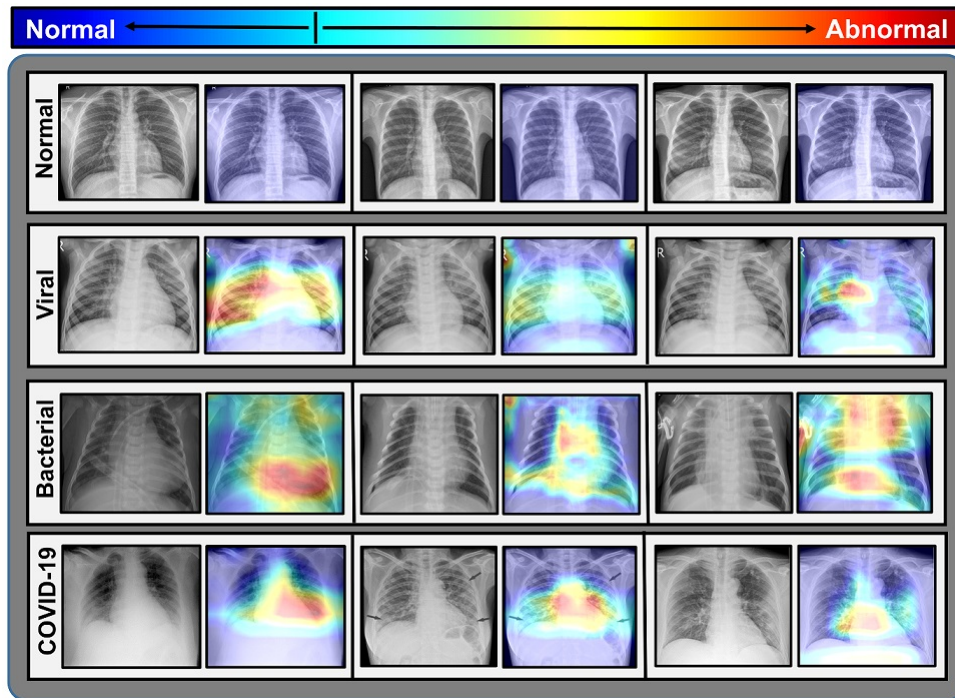 Normal Abnormal
Normal
R
Viral
R R
R R
R
Bacterial
COVID-19